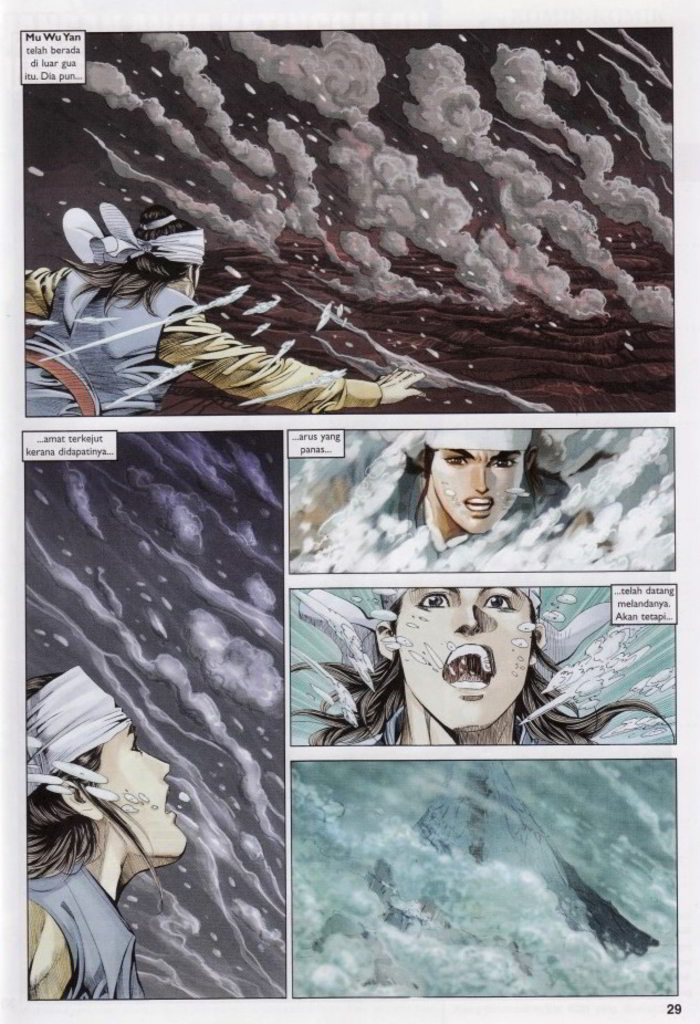 Mu Wu Yan
telah berada
di luar gua
itu. Dia pun...
...amat terkejut
kerana didapatinya...
...arus yang
panas...
...telah datang
melandanya.
Akan tetapi...
29